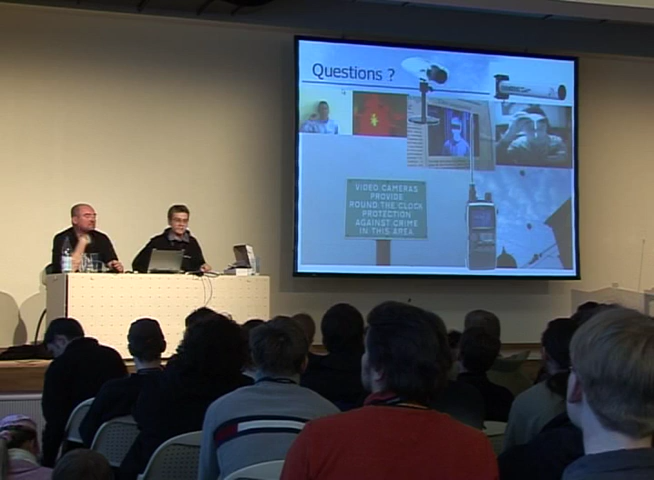 Questions ?
VIDEO CAMERAS
PROVIDE
ROUND THE CLOCK
PROTECTION
AGAINST CRIME
IN THIS AREA